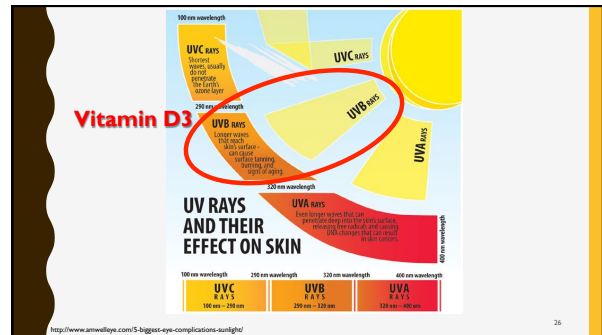 100 nm wavelength
UVC RAYS
Shortest
waves, usually
do not
penetrate
the Earth's
ozone layer
UVC RAYS
290 nm wavelength
Vitamin D3
UVB RAYS
Longer waves
that reach
skin's surface -
can cause
surface tanning,
burning, and
signs of aging.
UVB RAYS
UVA RAYS
320 nm wavelength
UVA RAYS
Even longer waves that can
penetrate deep into the skin's surface,
releasing free radicals and causing
DNA changes that can result
in skin cancers.
400 nm wavelength
UV RAYS
AND THEIR
EFFECT ON SKIN
100 nm wavelength 290 nm wavelength 320 nm wavelength 400 nm wavelength
UVC UVB UVA
RAYS RAYS RAYS
100 nm – 290 nm 290 nm – 320 nm 320 nm – 400 nm
http://www.amwelleye.com/5-biggest-eye-complications-sunlight/
26